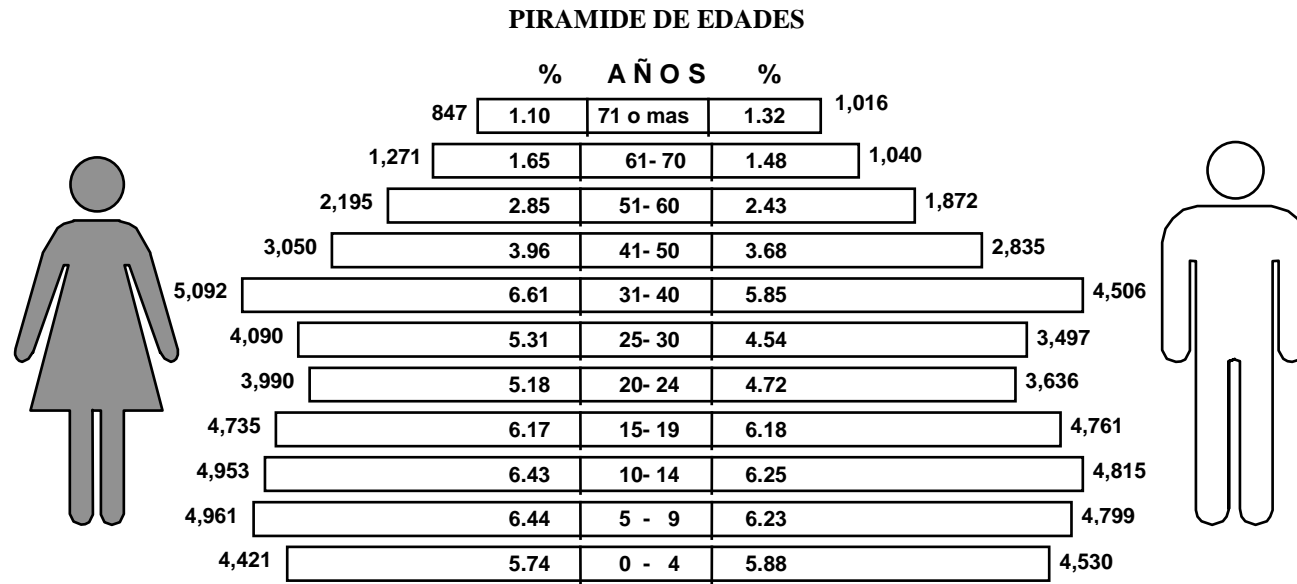 PIRAMIDE DE EDADES
% A Ñ O S %
847 1.10 71 o mas 1.32 1,016
1,271 1.65 61- 70 1.48 1,040
2,195 2.85 51- 60 2.43 1,872
3,050 3.96 41- 50 3.68 2,835
5,092 6.61 31- 40 5.85 4,506
4,090 5.31 25- 30 4.54 3,497
3,990 5.18 20- 24 4.72 3,636
4,735 6.17 15- 19 6.18 4,761
4,953 6.43 10- 14 6.25 4,815
4,961 6.44 5 - 9 6.23 4,799
4,421 5.74 0 - 4 5.88 4,530